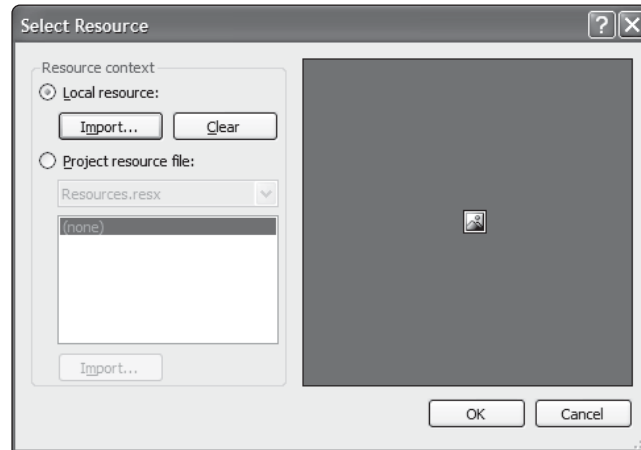 Select Resource
Resource context
Local resource:
Import...
Clear
Project resource file:
Resources.resx
(none)
Import...
OK
Cancel